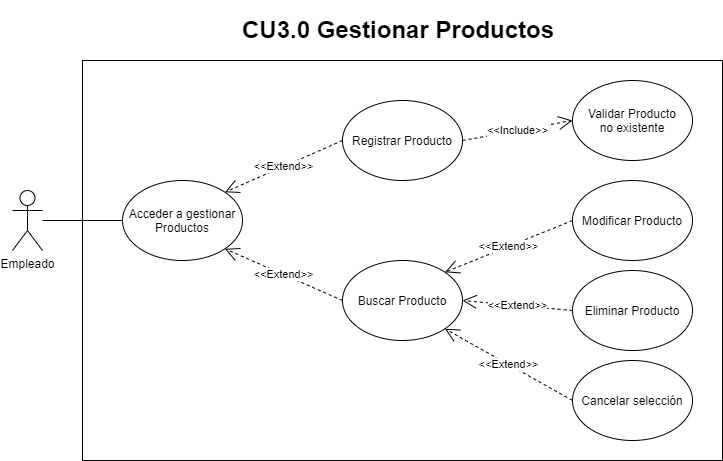 CU3.0 Gestionar Productos
Validar Producto
no existente
<<Include>>
Registrar Producto
<<Extend>>
Acceder a gestionar
Productos
Empleado
Modificar Producto
<<Extend>>
<<Extend>>
Buscar Producto
<<Extend>>
Eliminar Producto
<<Extend>>
Cancelar selección